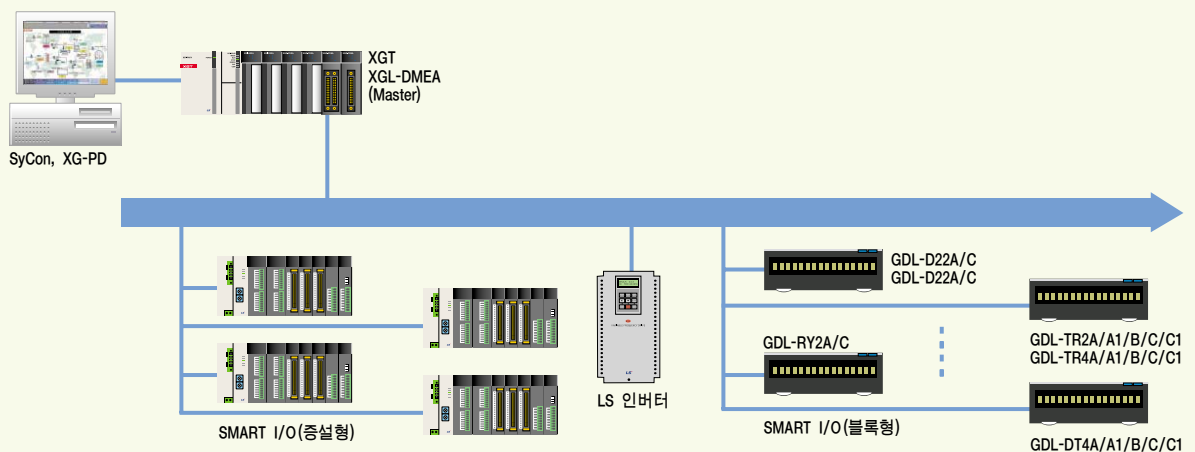 XGT
XGL-DMEA
(Master)
SyCon, XG-PD
GDL-D22A/C
GDL-D22A/C
GDL-TR2A/A1/B/C/C1
GDL-TR4A/A1/B/C/C1
GDL-RY2A/C
LS 인버터
SMART I/O(증설형)
SMART I/O(블록형)
GDL-DT4A/A1/B/C/C1